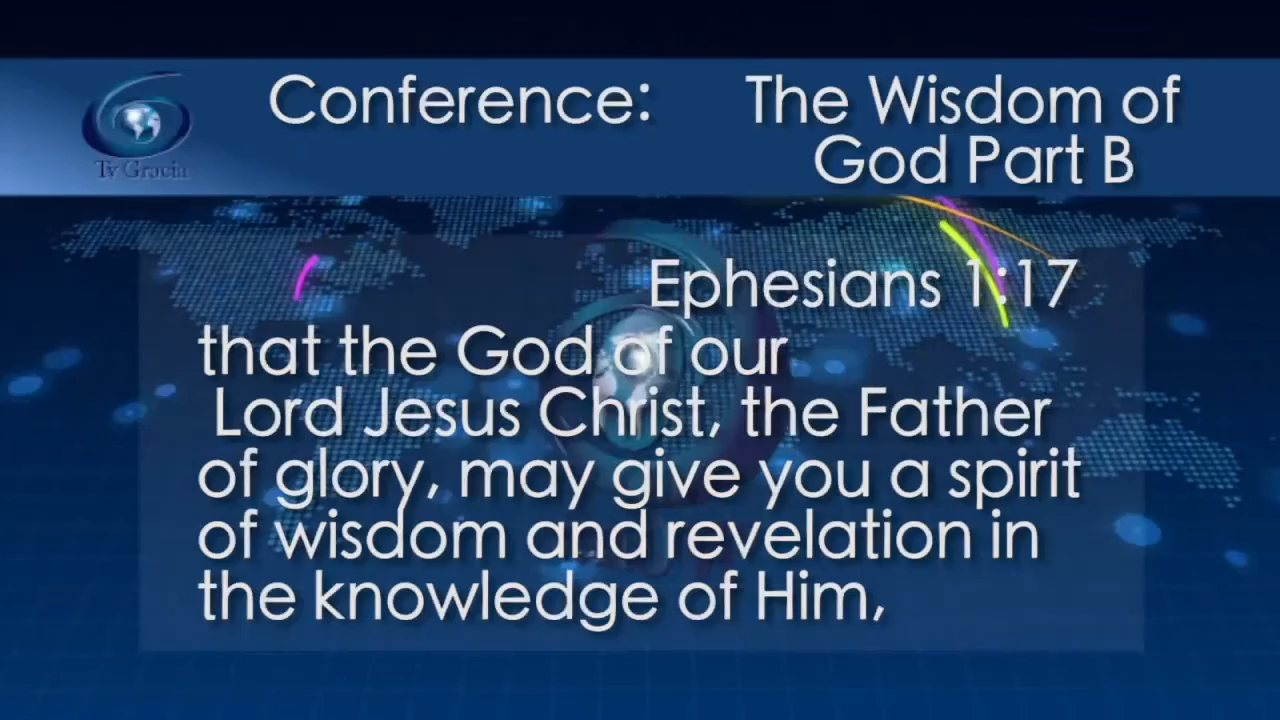 Conference:
The Wisdom of
God Part B
Tv Gracia
Ephesians 1:17
that the God of our
Lord Jesus Christ, the Father
of glory, may give you a spirit
of wisdom and revelation in
the knowledge of Him,